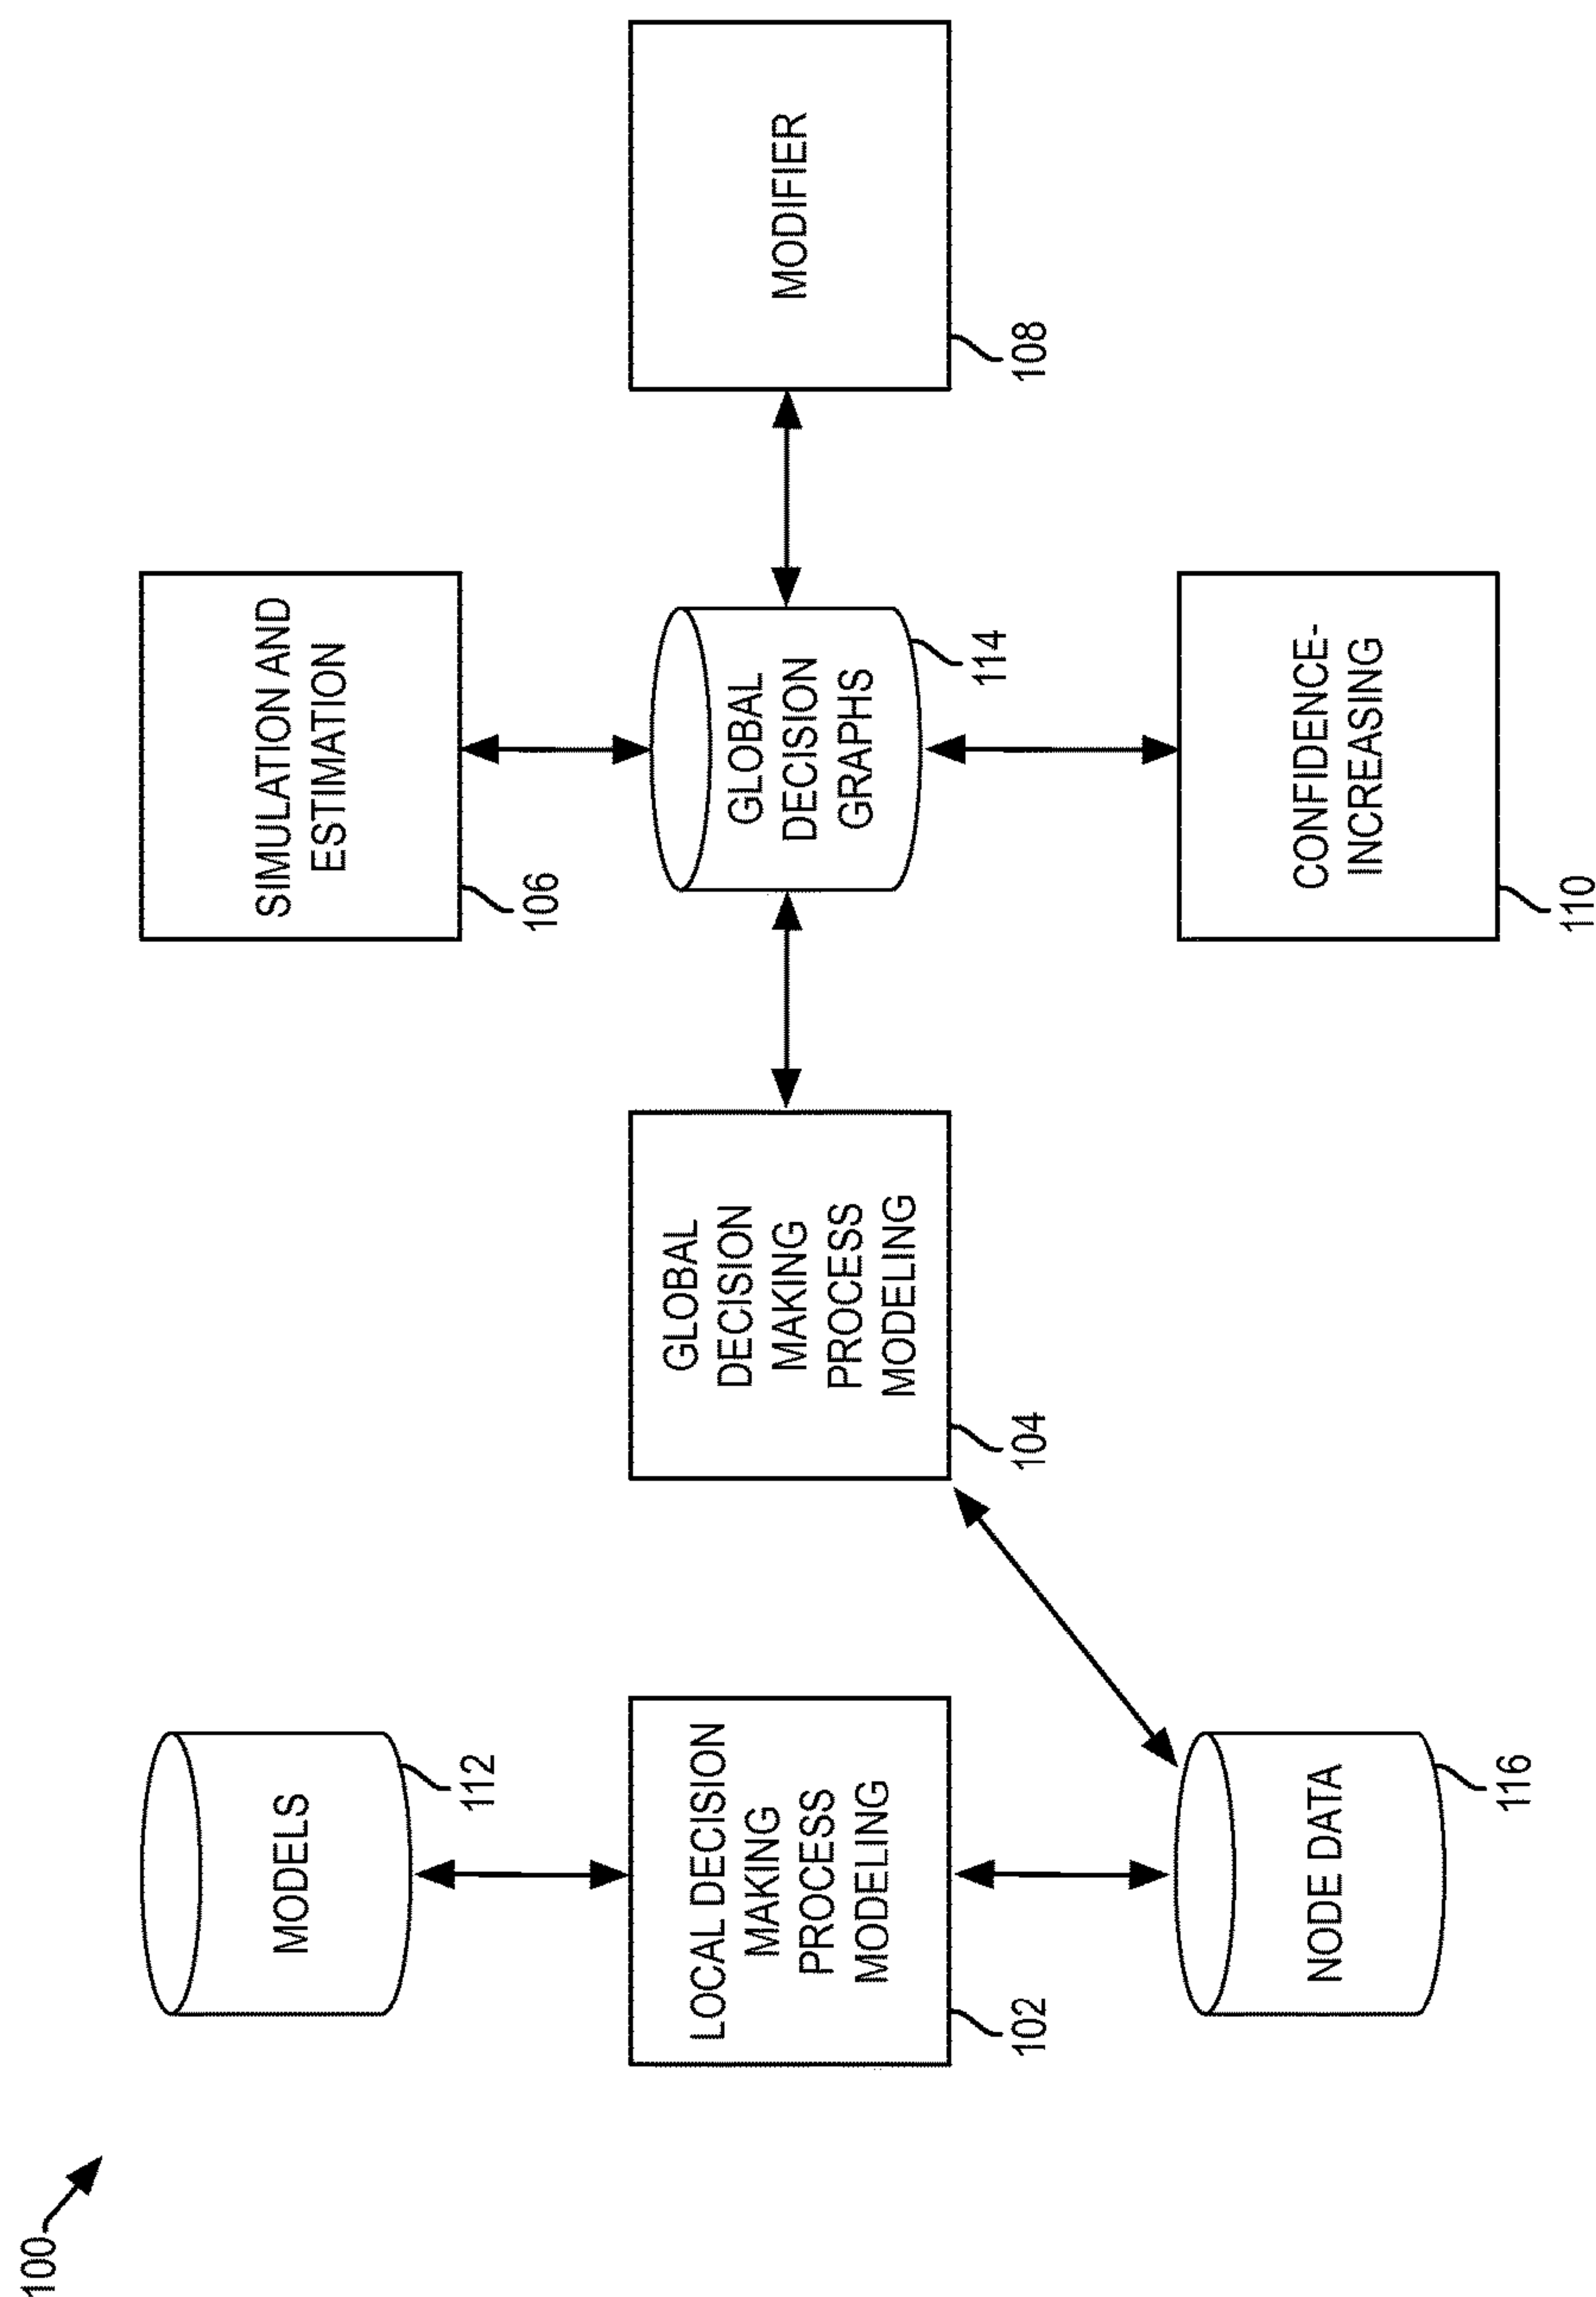 100
MODELS
112
LOCAL DECISION
MAKING
PROCESS
MODELING
102
NODE DATA
116
GLOBAL
DECISION
MAKING
PROCESS
MODELING
104
SIMULATION AND
ESTIMATION
106
GLOBAL
DECISION
GRAPHS
114
CONFIDENCE-
INCREASING
110
MODIFIER
108